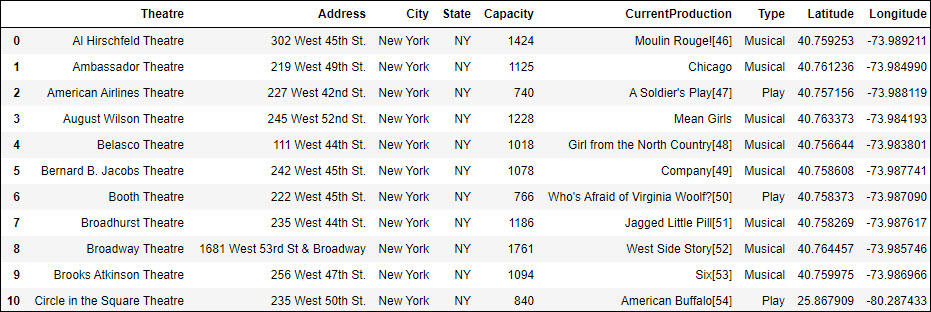 Theatre Address City State Capacity CurrentProduction Type Latitude Longitude
0 Al Hirschfeld Theatre 302 West 45th St. New York NY 1424 Moulin Rouge![46] Musical 40.759253 -73.989211
1 Ambassador Theatre 219 West 49th St. New York NY 1125 Chicago Musical 40.761236 -73.984990
2 American Airlines Theatre 227 West 42nd St. New York NY 740 A Soldier's Play[47] Play 40.757156 -73.988119
3 August Wilson Theatre 245 West 52nd St. New York NY 1228 Mean Girls Musical 40.763373 -73.984193
4 Belasco Theatre 111 West 44th St. New York NY 1018 Girl from the North Country[48] Musical 40.756644 -73.983801
5 Bernard B. Jacobs Theatre 242 West 45th St. New York NY 1078 Company[49] Musical 40.758608 -73.987741
6 Booth Theatre 222 West 45th St. New York NY 766 Who's Afraid of Virginia Woolf?[50] Play 40.758373 -73.987090
7 Broadhurst Theatre 235 West 44th St. New York NY 1186 Jagged Little Pill[51] Musical 40.758269 -73.987617
8 Broadway Theatre 1681 West 53rd St & Broadway New York NY 1761 West Side Story[52] Musical 40.764457 -73.985746
9 Brooks Atkinson Theatre 256 West 47th St. New York NY 1094 Six[53] Musical 40.759975 -73.986966
10 Circle in the Square Theatre 235 West 50th St. New York NY 840 American Buffalo[54] Play 25.867909 -80.287433